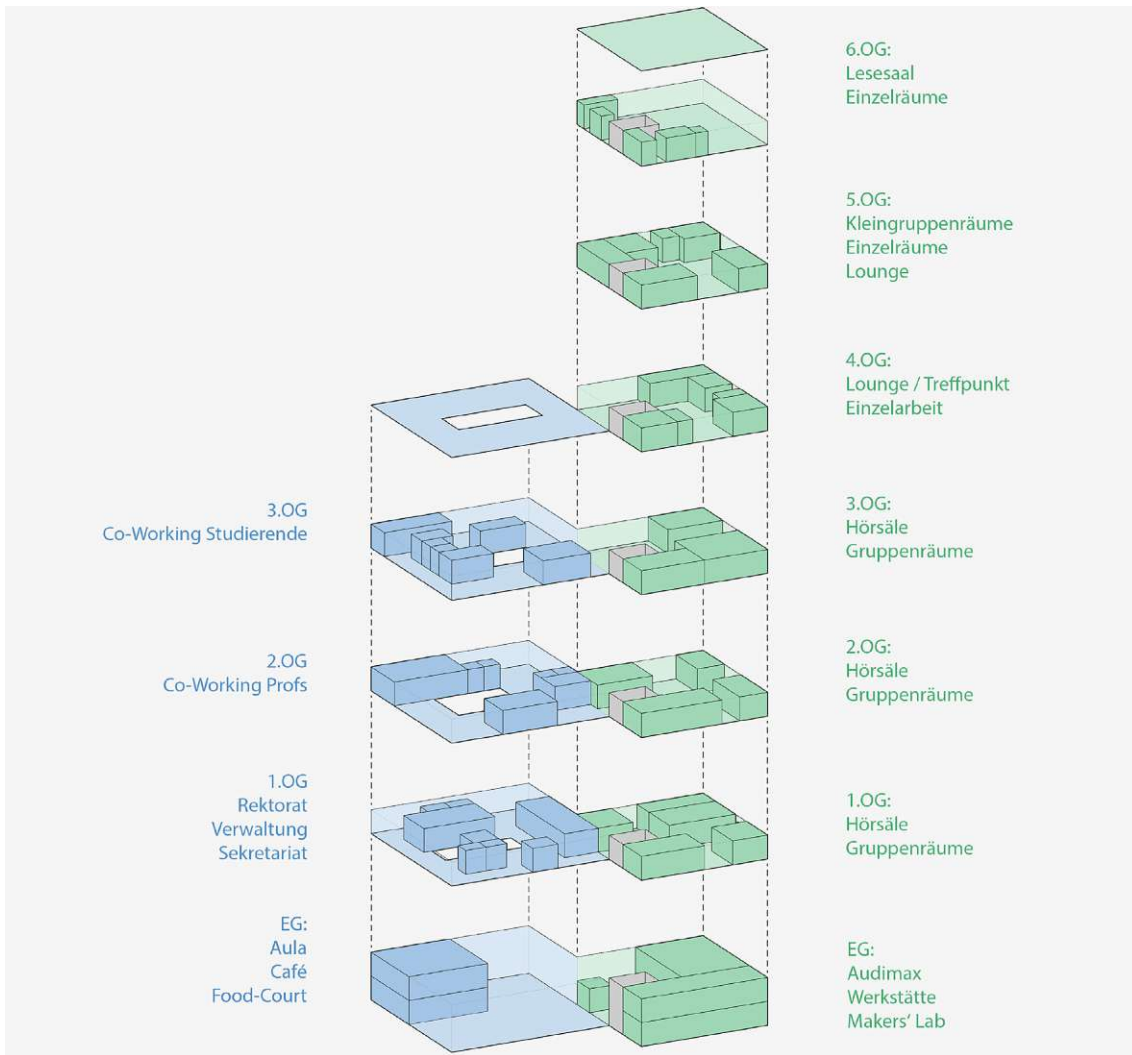 6.OG:
Lesesaal
Einzelräume
5.OG:
Kleingruppenräume
Einzelräume
Lounge
4.OG:
Lounge / Treffpunkt
Einzelarbeit
3.OG
Co-Working Studierende
3.OG:
Hörsäle
Gruppenräume
2.OG
Co-Working Profs
2.OG:
Hörsäle
Gruppenräume
1.OG
Rektorat
Verwaltung
Sekretariat
1.OG:
Hörsäle
Gruppenräume
EG:
Aula
Café
Food-Court
EG:
Audimax
Werkstätte
Makers‘ Lab